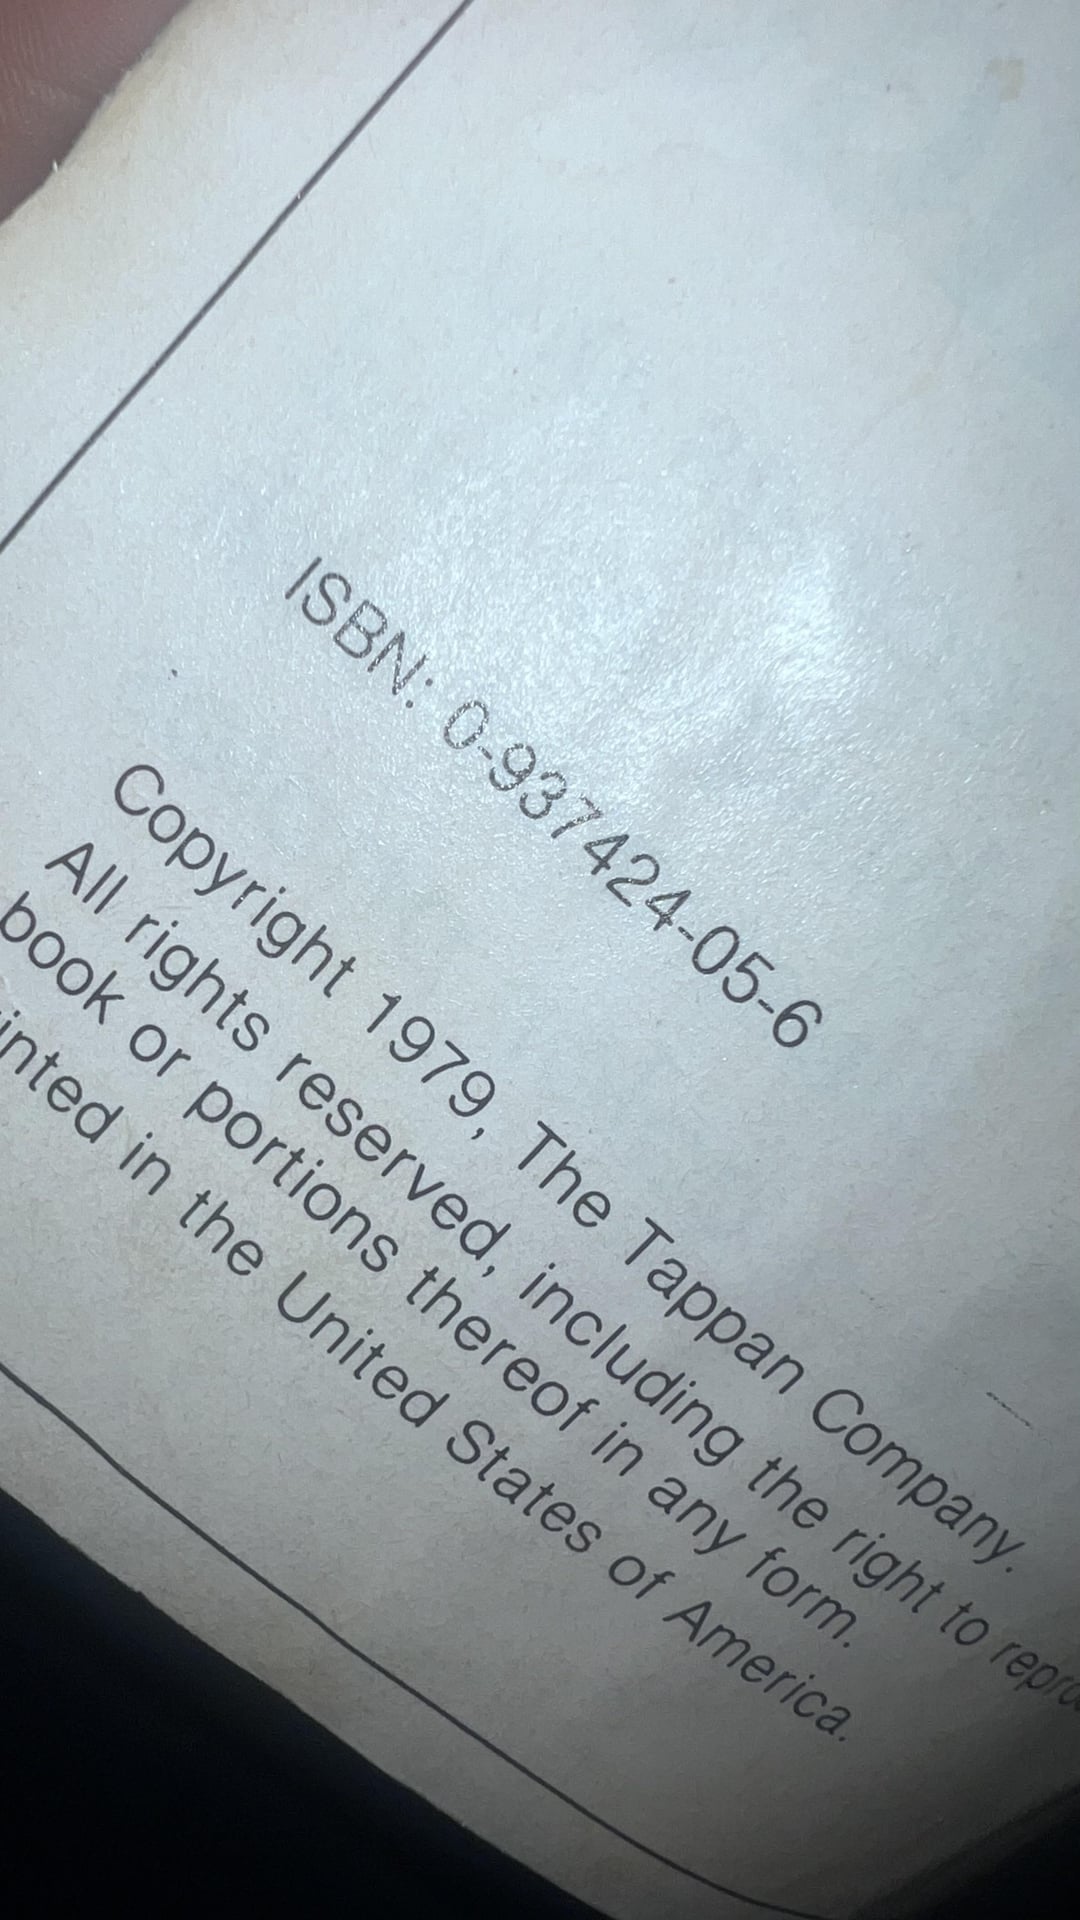 ISBN: 0-937424-05-6
Copyright 1979, The Tappan Company.
All rights reserved, including the right to
book or portions thereof in any form.
in the United States of America.